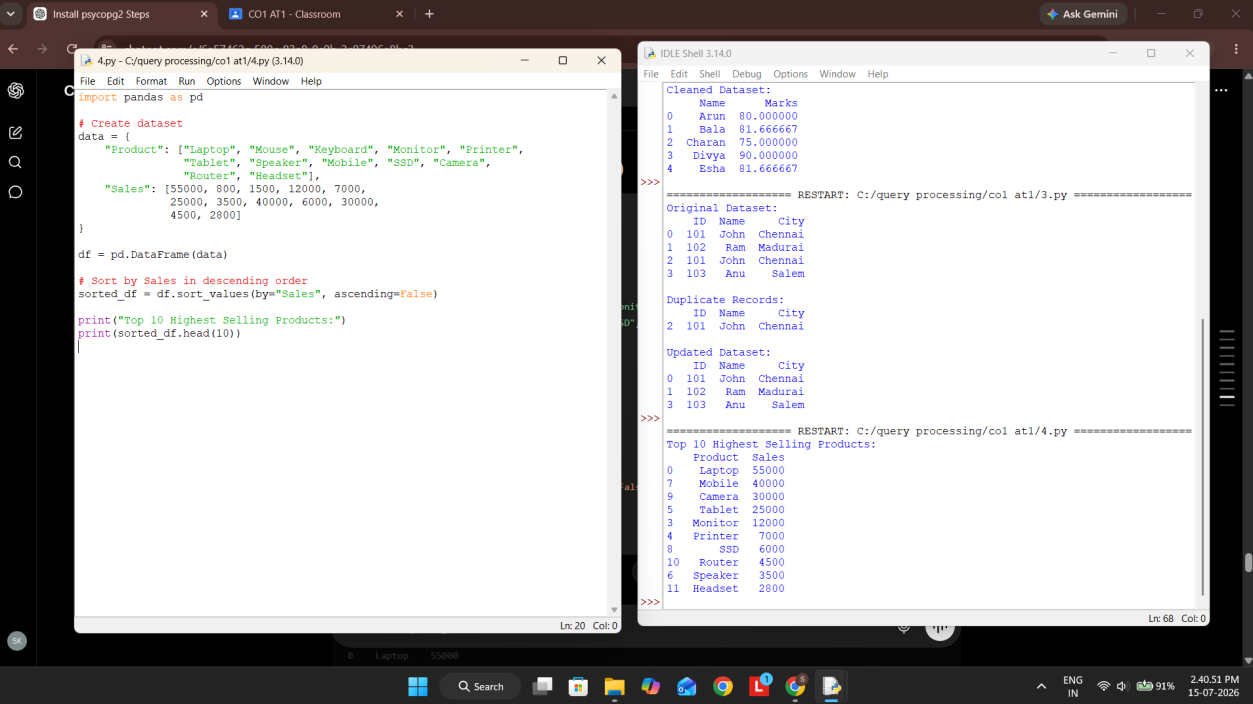 Install psycopg2 Steps
CO1 AT1 - Classroom
Ask Gemini
4.py - C:/query processing/co1 at1/4.py (3.14.0)
File Edit Format Run Options Window Help
import pandas as pd
# Create dataset
data = {
    "Product": ["Laptop", "Mouse", "Keyboard", "Monitor", "Printer",
                "Tablet", "Speaker", "Mobile", "SSD", "Camera",
                "Router", "Headset"],
    "Sales": [55000, 800, 1500, 12000, 7000,
              25000, 3500, 40000, 6000, 30000,
              4500, 2800]
}
df = pd.DataFrame(data)
# Sort by Sales in descending order
sorted_df = df.sort_values(by="Sales", ascending=False)
print("Top 10 Highest Selling Products:")
print(sorted_df.head(10))
Ln: 20 Col: 0
IDLE Shell 3.14.0
File Edit Shell Debug Options Window Help
Cleaned Dataset:
     Name      Marks
0    Arun  80.000000
1    Bala  81.666667
2  Charan  75.000000
3   Divya  90.000000
4    Esha  81.666667
>>>
=================== RESTART: C:/query processing/co1 at1/3.py ==================
Original Dataset:
    ID  Name     City
0  101  John  Chennai
1  102   Ram  Madurai
2  101  John  Chennai
3  103   Anu    Salem
Duplicate Records:
    ID  Name     City
2  101  John  Chennai
Updated Dataset:
    ID  Name     City
0  101  John  Chennai
1  102   Ram  Madurai
3  103   Anu    Salem
>>>
=================== RESTART: C:/query processing/co1 at1/4.py ==================
Top 10 Highest Selling Products:
    Product  Sales
0    Laptop  55000
7    Mobile  40000
9    Camera  30000
5    Tablet  25000
3   Monitor  12000
4   Printer   7000
8       SSD   6000
10   Router   4500
6   Speaker   3500
11  Headset   2800
>>>
Ln: 68 Col: 0
SK
0 Laptop 55000
Search
L
1
S
ENG
IN
91%
2.40.51 PM
15-07-2026